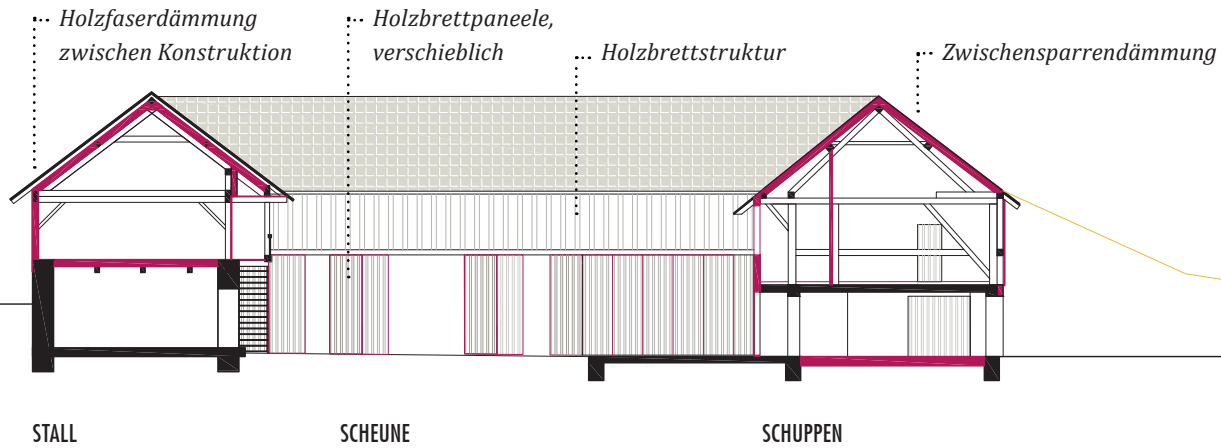 Holzfaserdämmung
zwischen Konstruktion
Holzbrettpaneele,
verschieblich
Holzbrettstruktur
Zwischensparrendämmung
STALL
SCHEUNE
SCHUPPEN